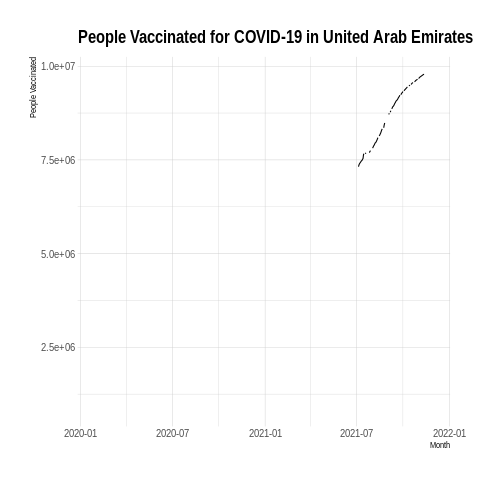 People Vaccinated for COVID-19 in United Arab Emirates
People Vaccinated
1.0e+07
7.5e+06
5.0e+06
2.5e+06
2020-01 2020-07 2021-01 2021-07 2022-01
Month